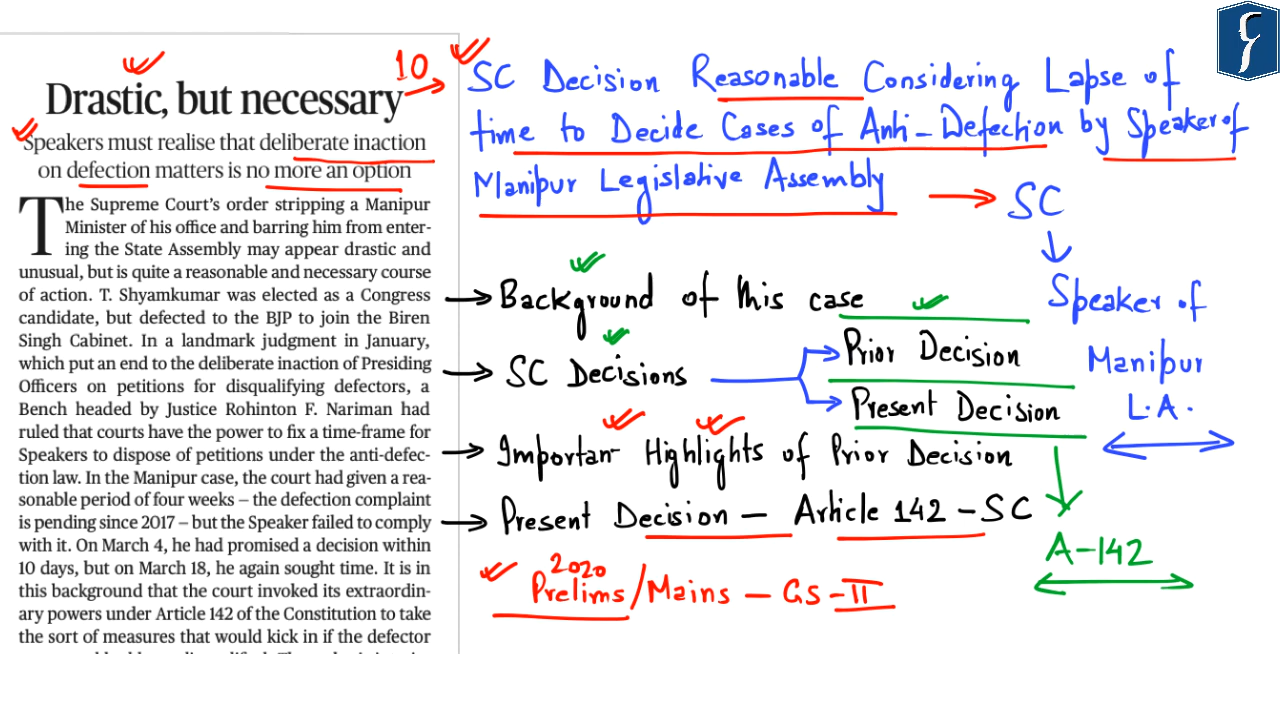 Drastic, but necessary
Speakers must realise that deliberate inaction
on defection matters is no more an option
The Supreme Court's order stripping a Manipur
Minister of his office and barring him from enter-
ing the State Assembly may appear drastic and
unusual, but is quite a reasonable and necessary course
of action. T. Shyamkumar was elected as a Congress
candidate, but defected to the BJP to join the Biren
Singh Cabinet. In a landmark judgment in January,
which put an end to the deliberate inaction of Presiding
Officers on petitions for disqualifying defectors, a
Bench headed by Justice Rohinton F. Nariman had
ruled that courts have the power to fix a time-frame for
Speakers to dispose of petitions under the anti-defec-
tion law. In the Manipur case, the court had given a rea-
sonable period of four weeks – the defection complaint
is pending since 2017 – but the Speaker failed to comply
with it. On March 4, he had promised a decision within
10 days, but on March 18, he again sought time. It is in
this background that the court invoked its extraordin-
ary powers under Article 142 of the Constitution to take
the sort of measures that would kick in if the defector
10
SC Decision Reasonable Considering Lapse of
time to Decide Cases of Anti-Defection by Speaker of
Manipur Legislative Assembly
SC
Speaker of
Manipur
L.A.
A-142
Background of this case
SC Decisions
Prior Decision
Present Decision
Important Highlights of Prior Decision
Present Decision – Article 142 – SC
2020
Prelims/Mains – GS-II